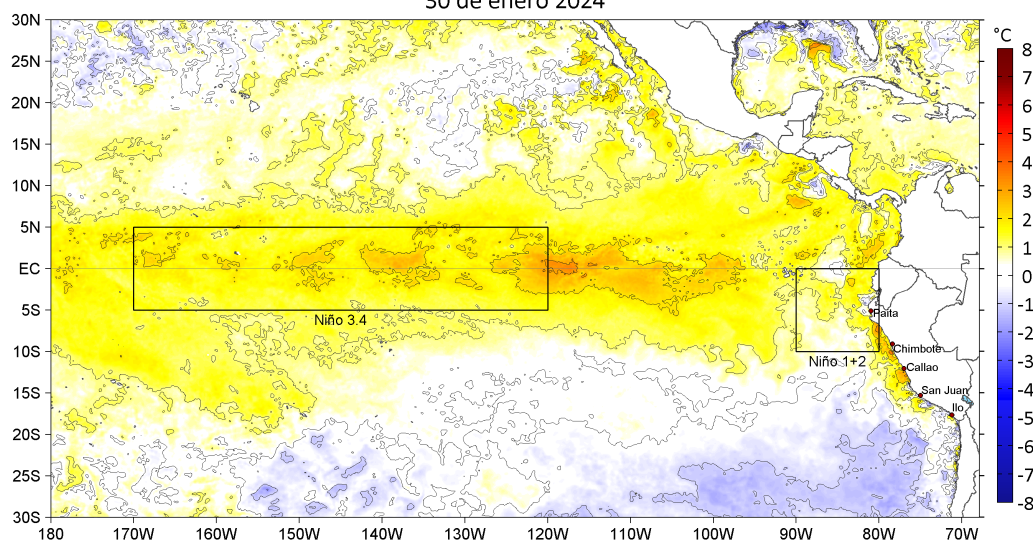 30 de enero 2024
°C
30N
25N
20N
15N
10N
5N
EC
5S
10S
15S
20S
25S
30S
180
170W
160W
150W
140W
130W
120W
110W
100W
90W
80W
70W
Niño 3.4
Niño 1+2
Paita
Chimbote
Callao
San Juan
Ilo
8
7
6
5
4
3
2
1
0
-1
-2
-3
-4
-5
-6
-7
-8